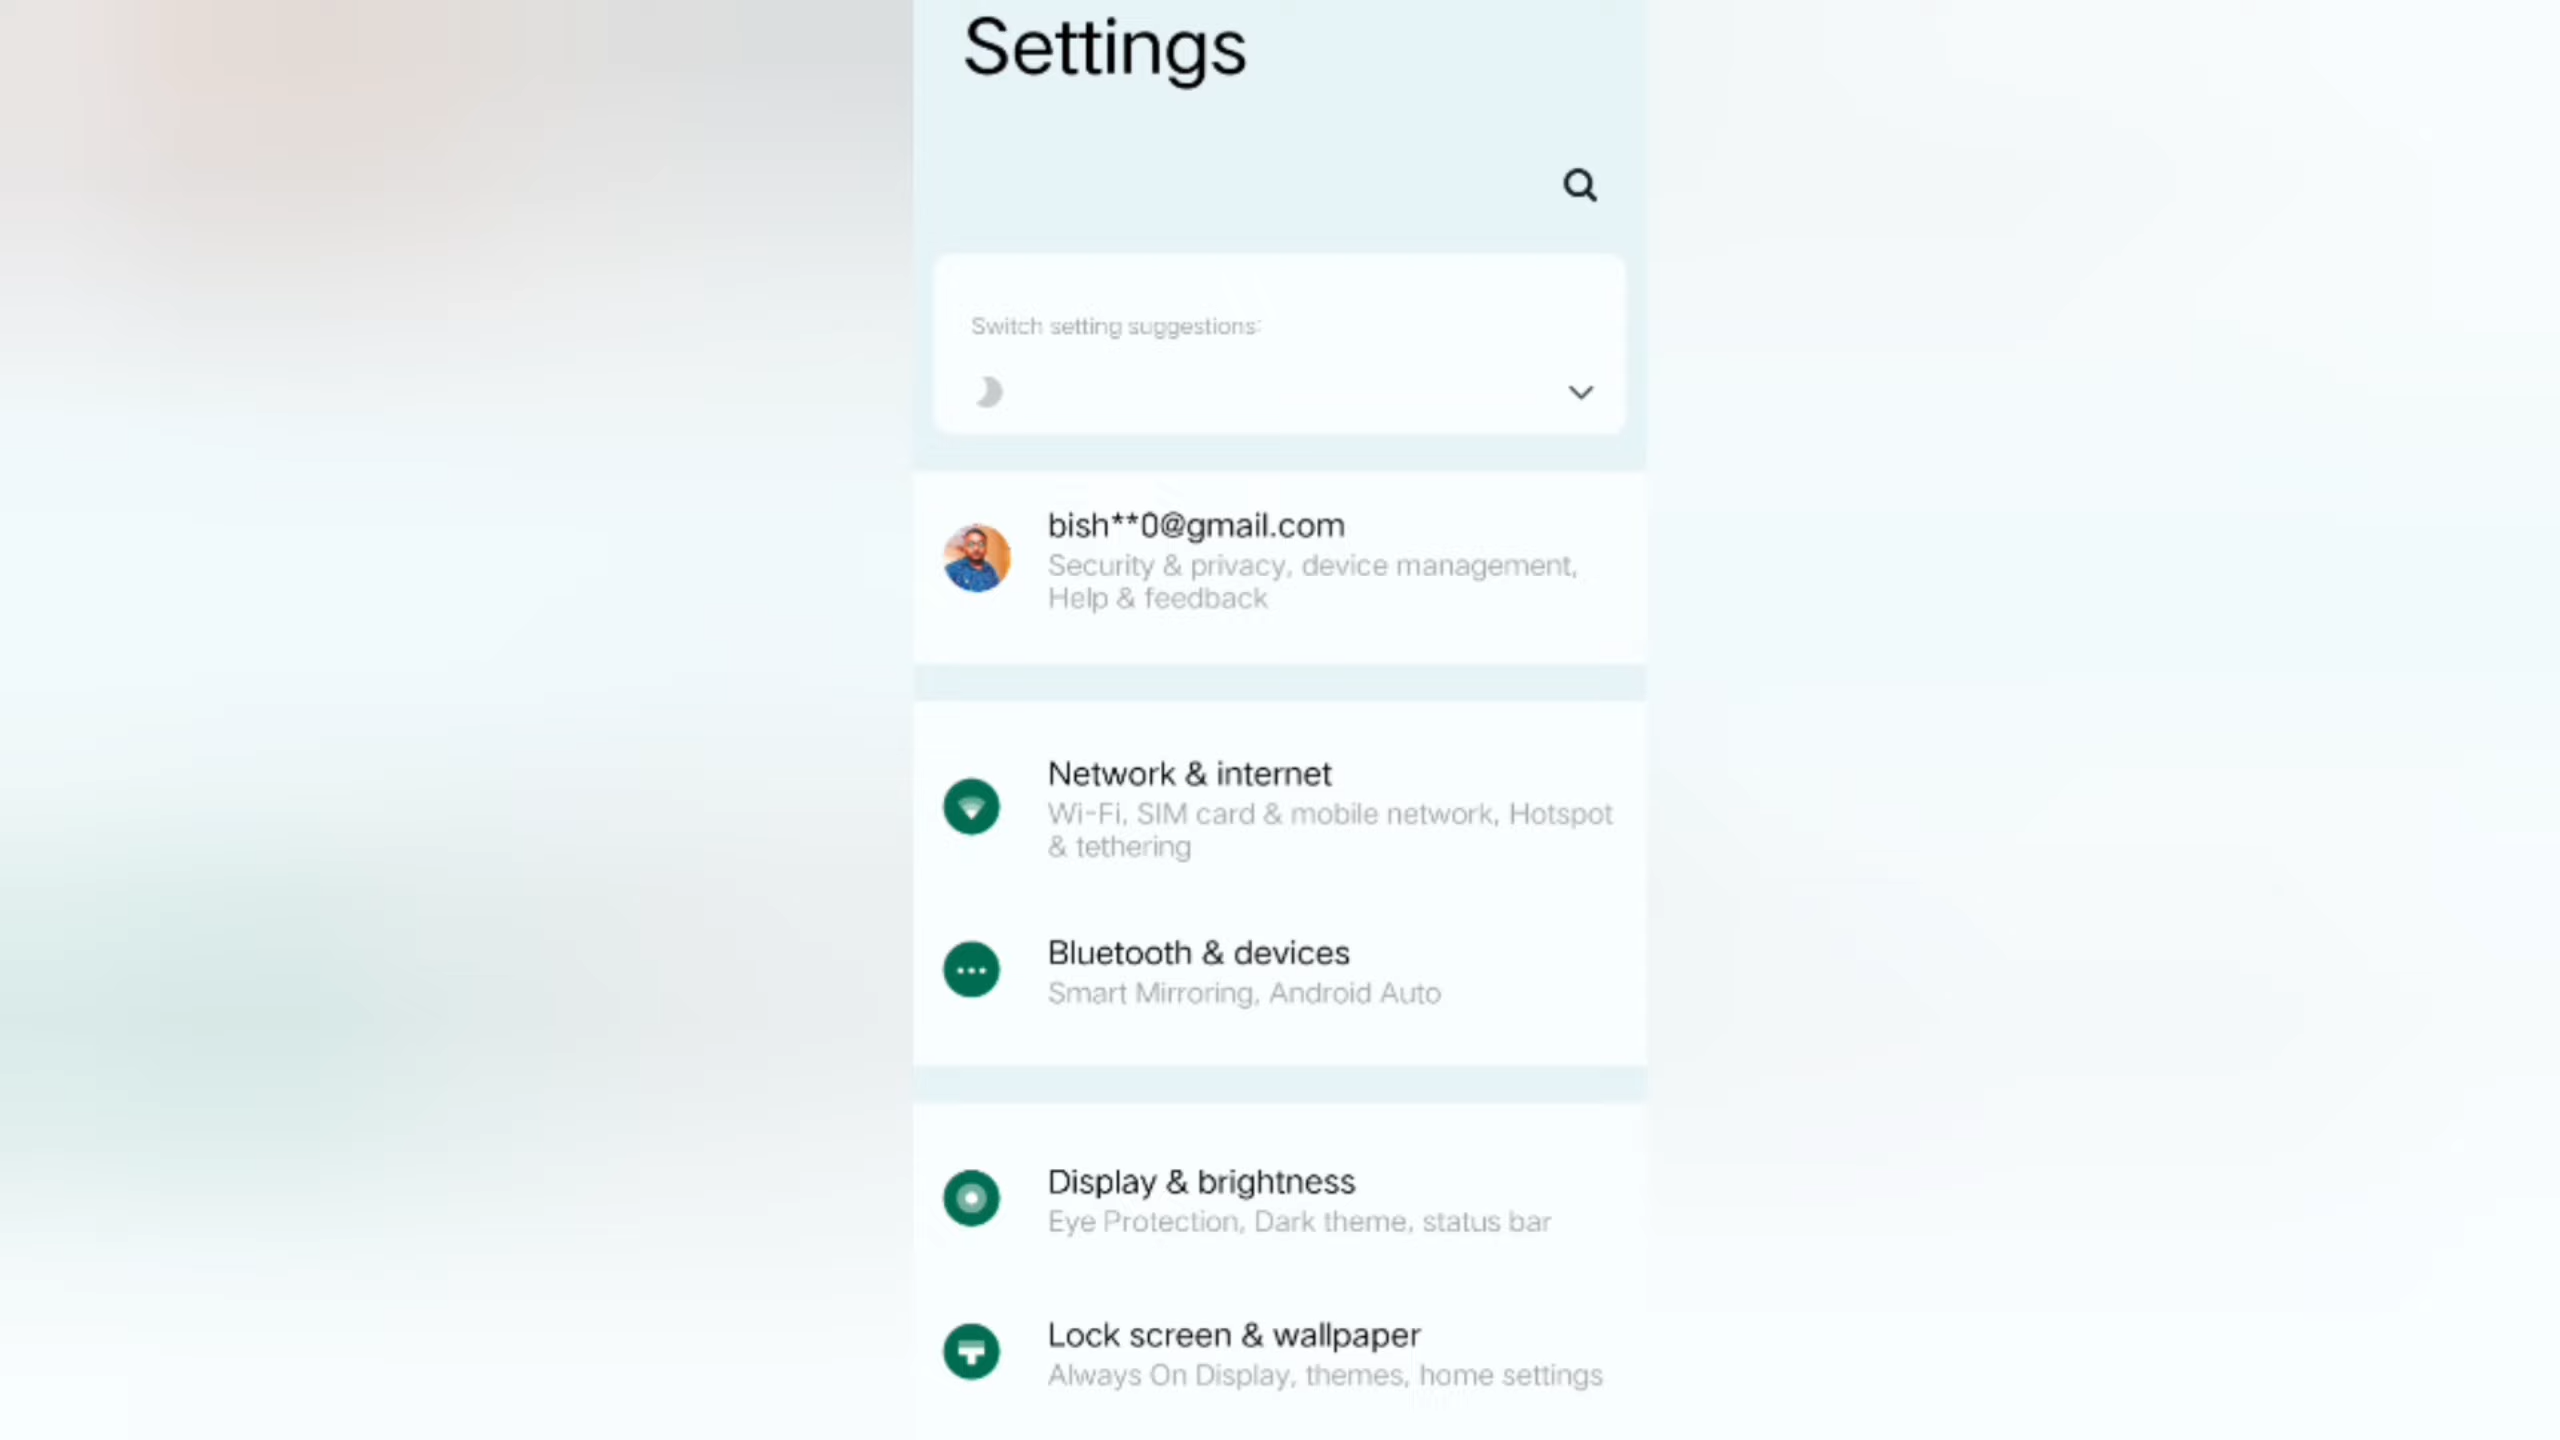 Settings
Switch setting suggestions:
bish**0@gmail.com
Security & privacy, device management,
Help & feedback
Network & internet
Wi-Fi, SIM card & mobile network, Hotspot
& tethering
Bluetooth & devices
Smart Mirroring, Android Auto
Display & brightness
Eye Protection, Dark theme, status bar
Lock screen & wallpaper
Always On Display, themes, home settings